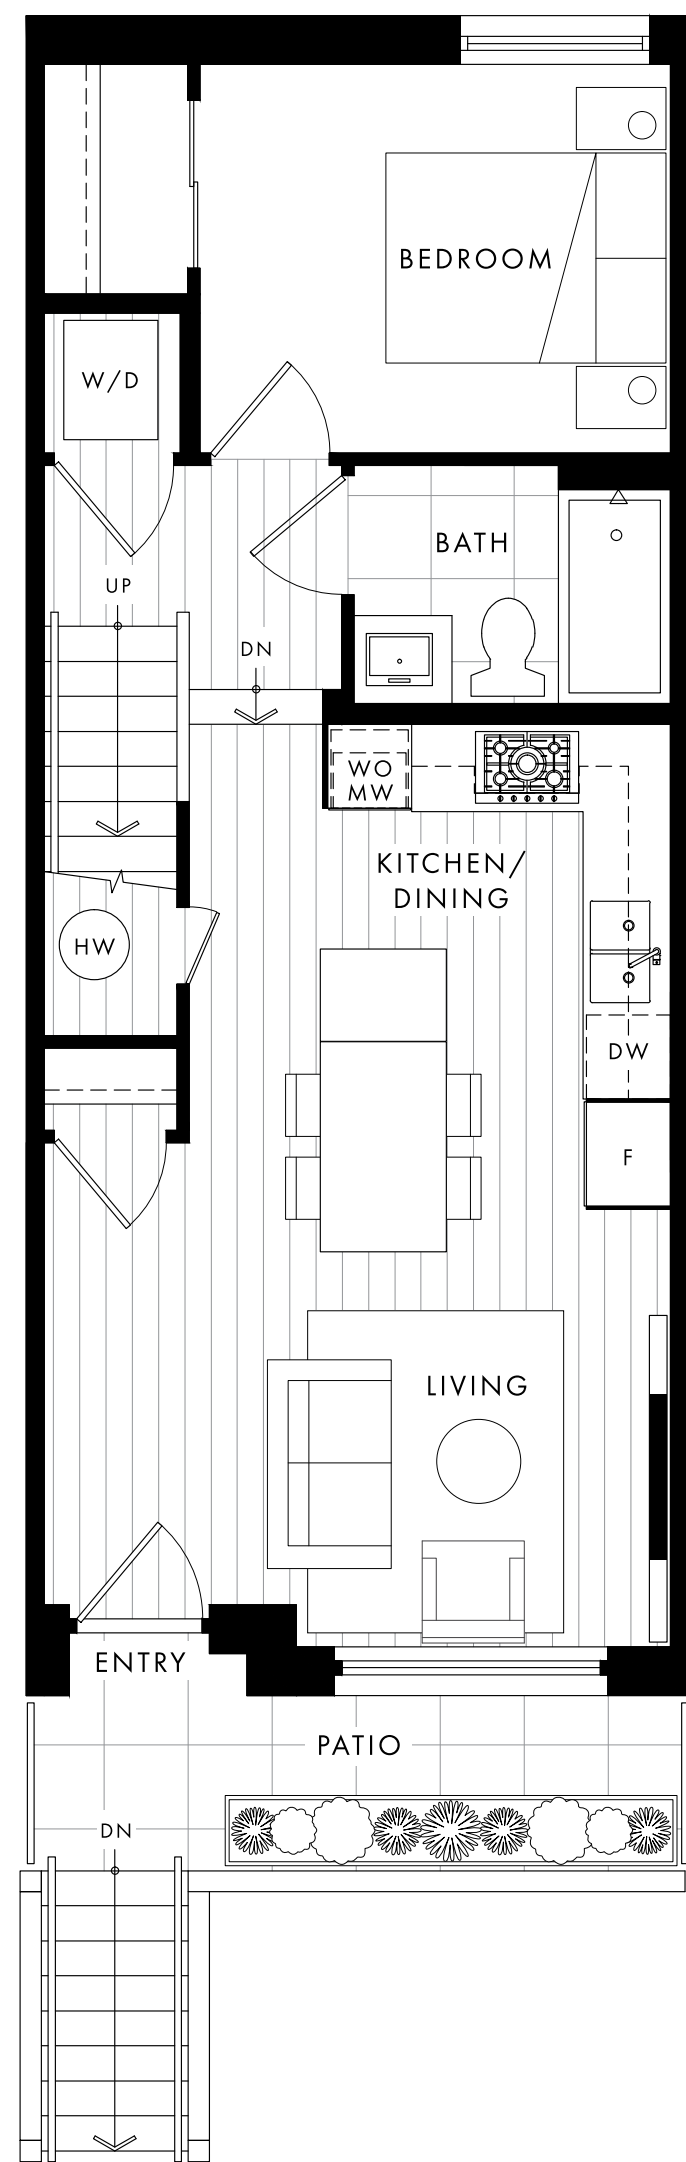 BEDROOM
W/D
BATH
UP
DN
WO
MW
KITCHEN/
DINING
HW
DW
F
LIVING
ENTRY
PATIO
DN